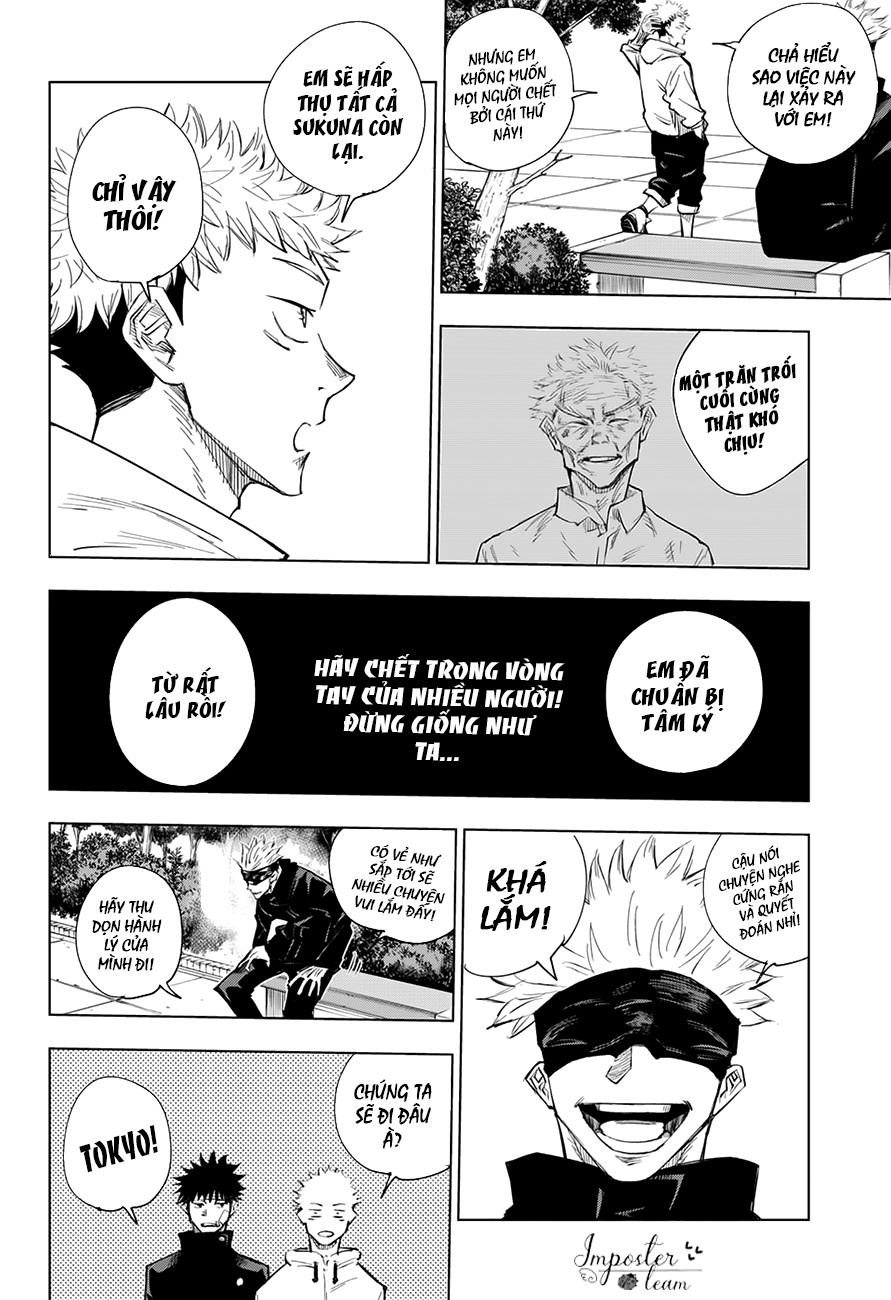 CHẢ HIỂU
SAO VIỆC NÀY
LẠI XẢY RA
VỚI EM!
NHƯNG EM
KHÔNG MUỐN
MỌI NGƯỜI CHẾT
BỞI CÁI THỨ
NÀY!
EM SẼ HẤP
THỤ TẤT CẢ
SUKUNA CÒN
LẠI.
CHỈ VẬY
THÔI!
MỘT TRĂN TRỐI
CUỐI CÙNG
THẬT KHÓ
CHỊU!
EM ĐÃ
CHUẨN BỊ
TÂM LÝ
HÃY CHẾT TRONG VÒNG
TAY CỦA NHIỀU NGƯỜI!
ĐỪNG GIỐNG NHƯ
TA...
TỪ RẤT
LÂU RỒI!
CẬU NÓI
CHUYỆN NGHE
CỨNG RẮN
VÀ QUYẾT
ĐOÁN NHỈ!
KHÁ
LẮM!
CÓ VẺ NHƯ
SẮP TỚI SẼ
NHIỀU CHUYỆN
VUI LẮM ĐẤY!
HÃY THU
DỌN HÀNH
LÝ CỦA
MÌNH ĐI!
CHÚNG TA
SẼ ĐI ĐÂU
À?
TOKYO!
Imposter
team